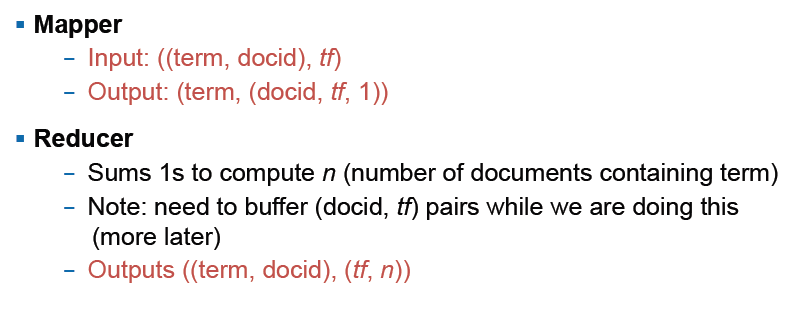 ▪ Mapper
– Input: ((term, docid), tf)
– Output: (term, (docid, tf, 1))
▪ Reducer
– Sums 1s to compute n (number of documents containing term)
– Note: need to buffer (docid, tf) pairs while we are doing this
(more later)
– Outputs ((term, docid), (tf, n))